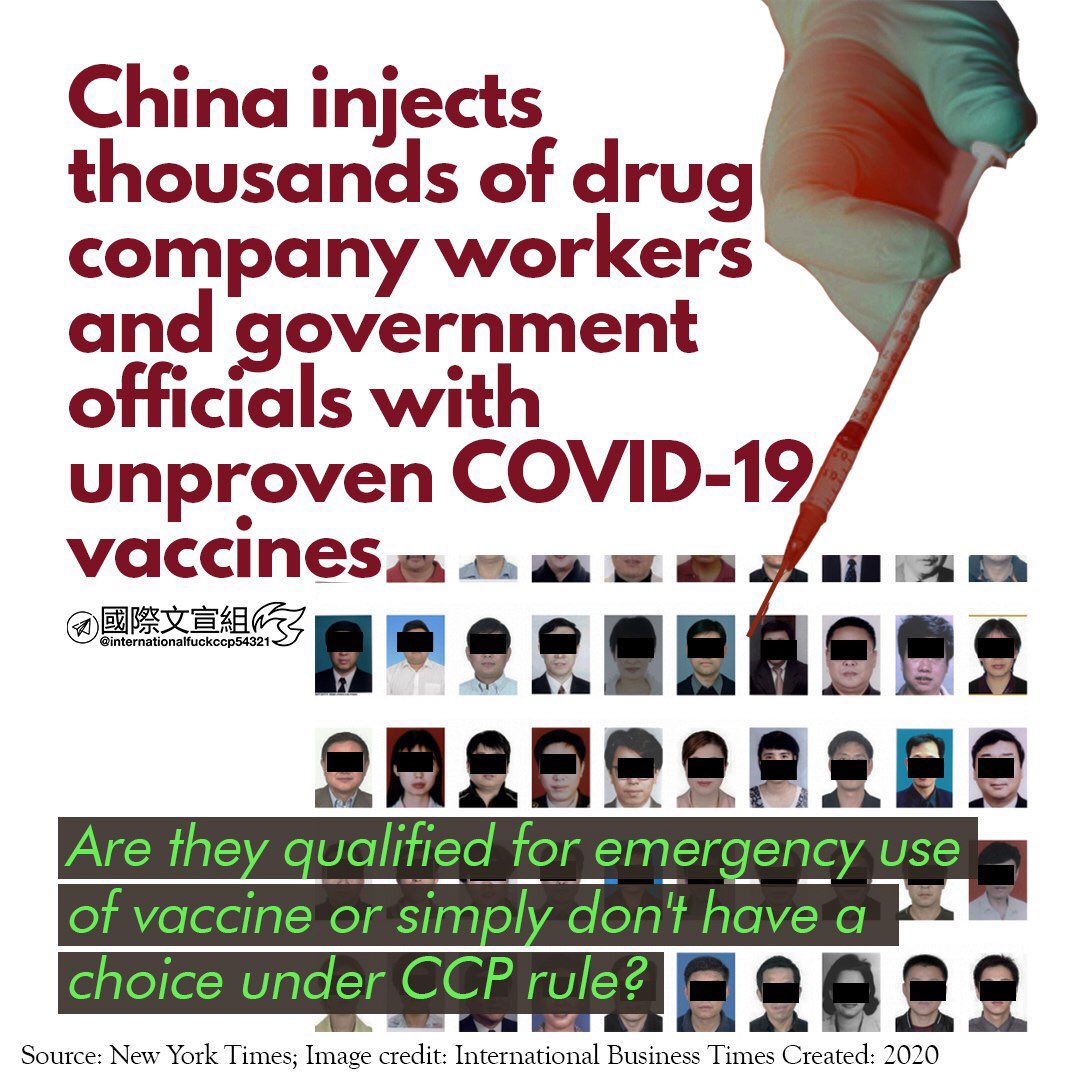 China injects
thousands of drug
company workers
and government
officials with
unproven COVID-19
vaccines
國際文宣組
@internationalfuckccp54321
Are they qualified for emergency use
of vaccine or simply don't have a
choice under CCP rule?
Source: New York Times; Image credit: International Business Times Created: 2020